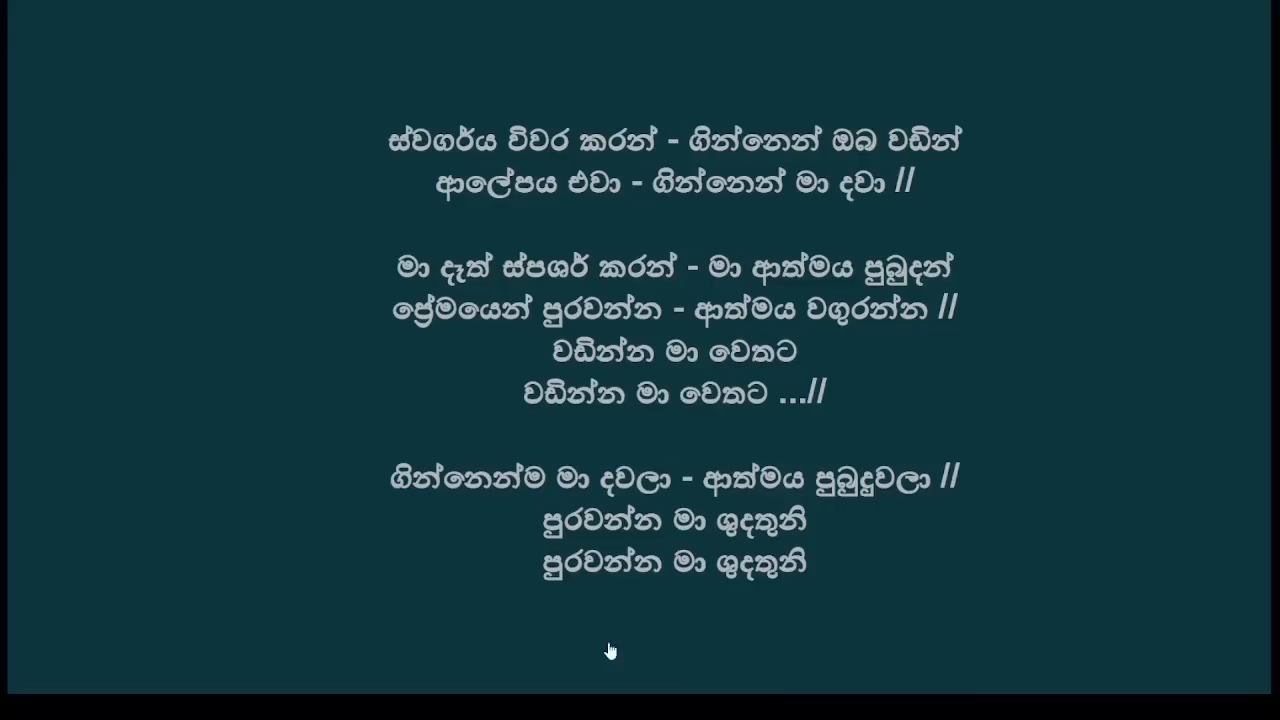 ස්වගර්ය විවර කරන් - ගින්නෙන් ඔබ වඩින්
ආලේපය එවා - ගින්නෙන් මා දවා //
මා දෑත් ස්පශර් කරන් - මා ආත්මය පුබුදන්
ප්‍රේමයෙන් පුරවන්න - ආත්මය වගුරන්න //
වඩින්න මා වෙතට
වඩින්න මා වෙතට ...//
ගින්නෙන්ම මා දවලා - ආත්මය පුබුදුවලා //
පුරවන්න මා ශුදතුනි
පුරවන්න මා ශුදතුනි